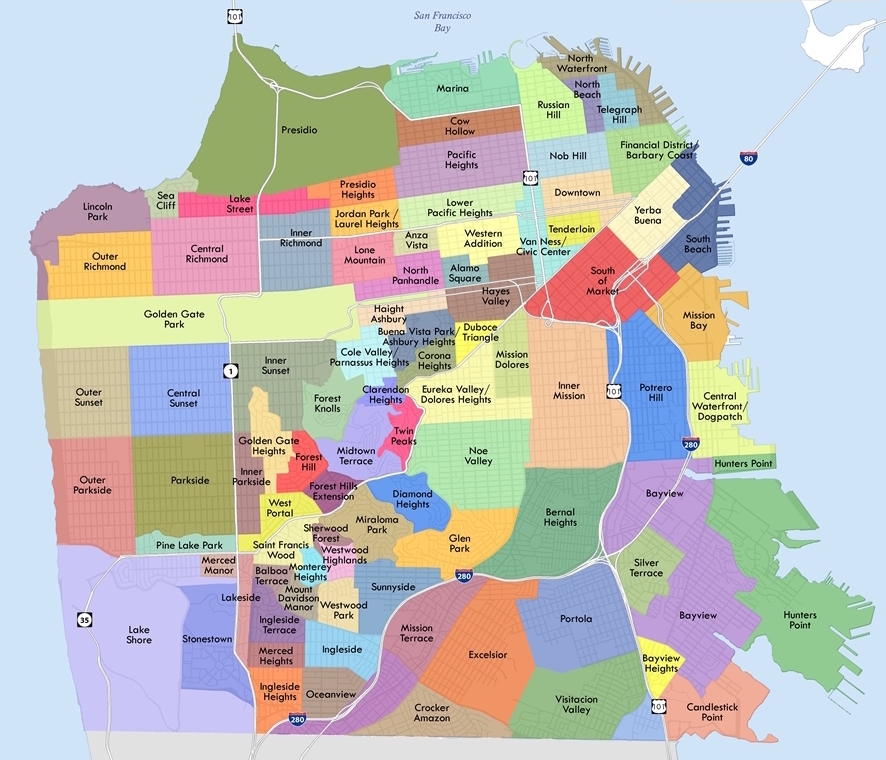 101
San Francisco
Bay
North
Waterfront
Marina
North
Beach
Russian
Hill
Telegraph
Hill
Presidio
Cow
Hollow
Financial District
Barbary Coast
Pacific
Heights
Nob Hill
80
101
Presidio
Heights
Downtown
Sea
Cliff
Lake
Street
Lincoln
Park
Jordan Park /
Laurel Heights
Lower
Pacific Heights
Yerba
Buena
Inner
Richmond
Anza
Vista
Western
Addition
Tenderloin
Van Ness/
Civic Center
South
Beach
Outer
Richmond
Central
Richmond
Lone
Mountain
North
Panhandle
Alamo
Square
South
of
Market
Hayes
Valley
Golden Gate
Park
Haight
Ashbury
Mission
Bay
Buena Vista Park/
Ashbury Heights
Duboce
Triangle
Cole Valley/
Parnassus Heights
Corona
Heights
Mission
Dolores
1
Inner
Sunset
Outer
Sunset
Central
Sunset
Forest
Knolls
Clarendon
Heights
Eureka Valley/
Dolores Heights
Inner
Mission
101
Potrero
Hill
Central
Waterfront/
Dogpatch
Golden Gate
Heights
Twin
Peaks
280
Midtown
Terrace
Noe
Valley
Forest
Hill
Hunters Point
Outer
Parkside
Parkside
Inner
Parkside
Forest Hills
Extension
Diamond
Heights
Bayview
West
Portal
Miraloma
Park
Bernal
Heights
Sherwood
Forest
Glen
Park
Pine Lake Park
Saint Francis
Wood
Westwood
Highlands
Merced
Manor
Balboa
Terrace
Monterey
Heights
280
Silver
Terrace
Sunnyside
Lakeside
Mount
Davidson
Manor
Westwood
Park
35
Lake
Shore
Stonestown
Ingleside
Terrace
Mission
Terrace
Portola
Bayview
Hunters
Point
Merced
Heights
Ingleside
Excelsior
Bayview
Heights
Ingleside
Heights
Oceanview
Crocker
Amazon
Visitacion
Valley
101
Candlestick
Point
280